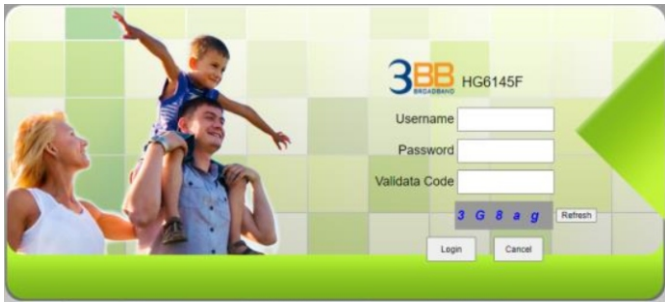 3BB HG6145F
BROADBAND
Username
Password
Validata Code
3 G 8 a g Refresh
Login Cancel